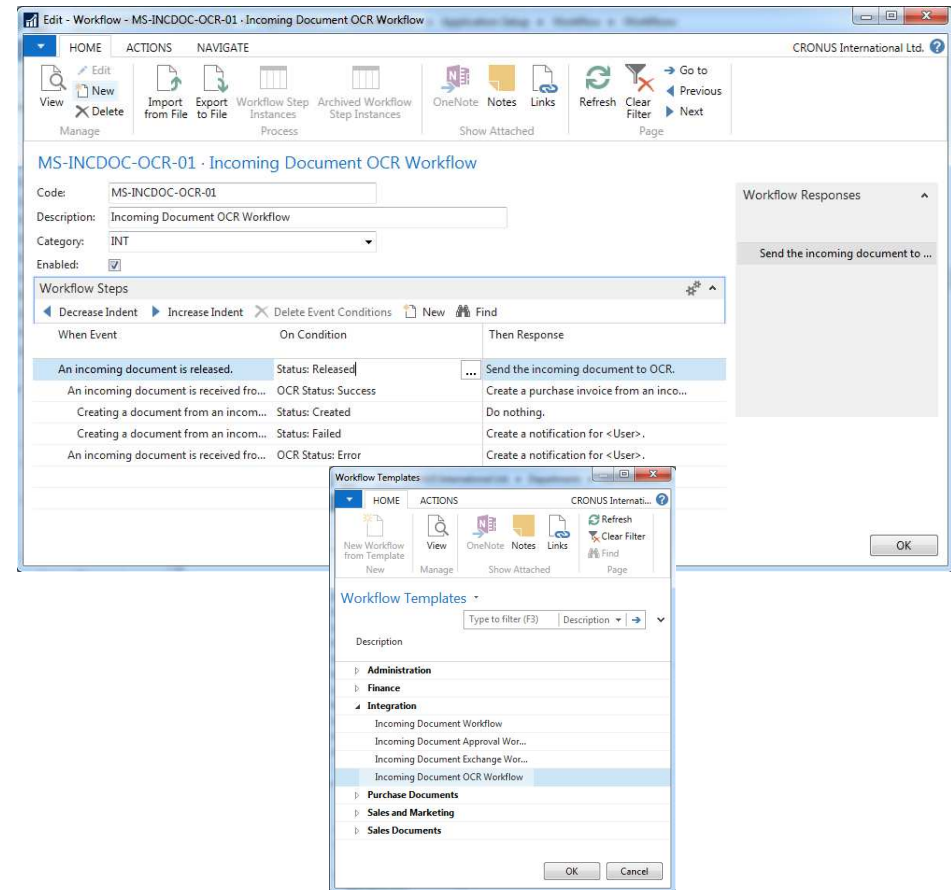 Edit - Workflow - MS-INCDOC-OCR-01 · Incoming Document OCR Workflow
HOME ACTIONS NAVIGATE CRONUS International Ltd.
View
Edit
New
Delete
Manage
Import from File
Export to File
Workflow Step Instances
Archived Workflow Step Instances
Process
OneNote
Notes
Links
Show Attached
Refresh
Clear Filter
Go to
Previous
Next
Page
MS-INCDOC-OCR-01 · Incoming Document OCR Workflow
Code: MS-INCDOC-OCR-01
Description: Incoming Document OCR Workflow
Category: INT
Enabled:
Workflow Responses
Send the incoming document to ...
Workflow Steps
Decrease Indent Increase Indent Delete Event Conditions New Find
When Event On Condition Then Response
An incoming document is released. Status: Released ... Send the incoming document to OCR.
An incoming document is received fro... OCR Status: Success Create a purchase invoice from an inco...
Creating a document from an incom... Status: Created Do nothing.
Creating a document from an incom... Status: Failed Create a notification for <User>.
An incoming document is received fro... OCR Status: Error Create a notification for <User>.
OK
Workflow Templates
HOME ACTIONS CRONUS Internati...
New Workflow from Template
New
View
Manage
OneNote
Notes
Links
Show Attached
Refresh
Clear Filter
Find
Page
Workflow Templates
Type to filter (F3) Description
Description
Administration
Finance
Integration
Incoming Document Workflow
Incoming Document Approval Wor...
Incoming Document Exchange Wor...
Incoming Document OCR Workflow
Purchase Documents
Sales and Marketing
Sales Documents
OK Cancel